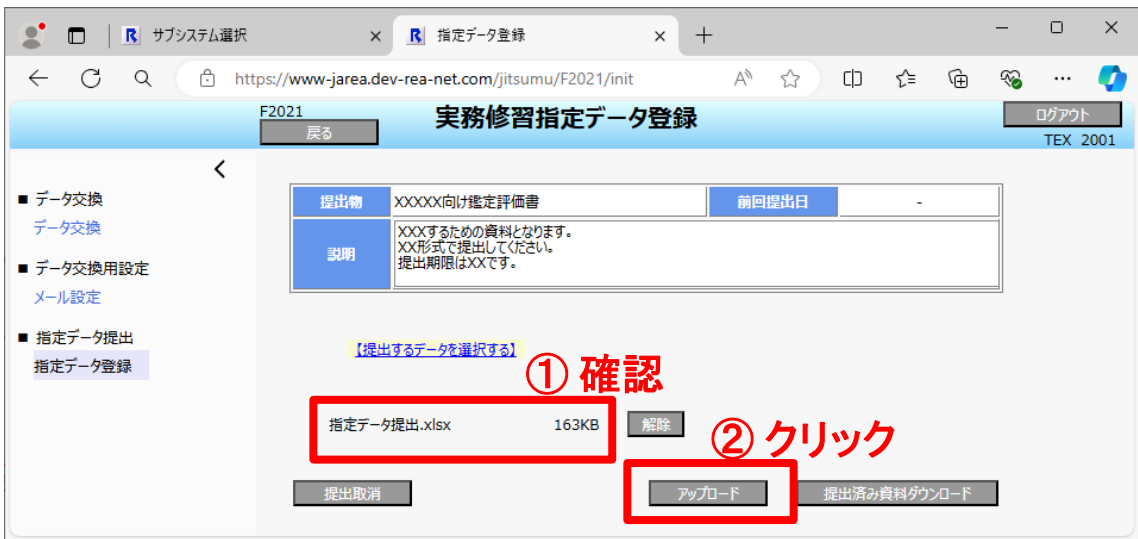 サブシステム選択
指定データ登録
https://www-jarea.dev-rea-net.com/jitsumu/F2021/init
F2021
戻る
実務修習指定データ登録
ログアウト
TEX 2001
■ データ交換
データ交換
■ データ交換用設定
メール設定
■ 指定データ提出
指定データ登録
提出物 XXXXX向け鑑定評価書 前回提出日 -
説明
XXXするための資料となります。
XX形式で提出してください。
提出期限はXXです。
【提出するデータを選択する】
① 確認
指定データ提出.xlsx 163KB 解除
② クリック
提出取消 アップロード 提出済み資料ダウンロード